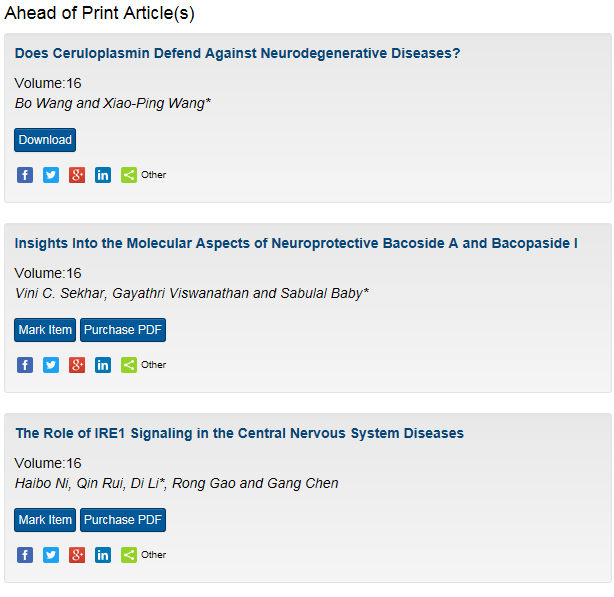 Ahead of Print Article(s)
Does Ceruloplasmin Defend Against Neurodegenerative Diseases?
Volume:16
Bo Wang and Xiao-Ping Wang*
Download
Other
Insights Into the Molecular Aspects of Neuroprotective Bacoside A and Bacopaside I
Volume:16
Vini C. Sekhar, Gayathri Viswanathan and Sabulal Baby*
Mark Item Purchase PDF
Other
The Role of IRE1 Signaling in the Central Nervous System Diseases
Volume:16
Haibo Ni, Qin Rui, Di Li*, Rong Gao and Gang Chen
Mark Item Purchase PDF
Other